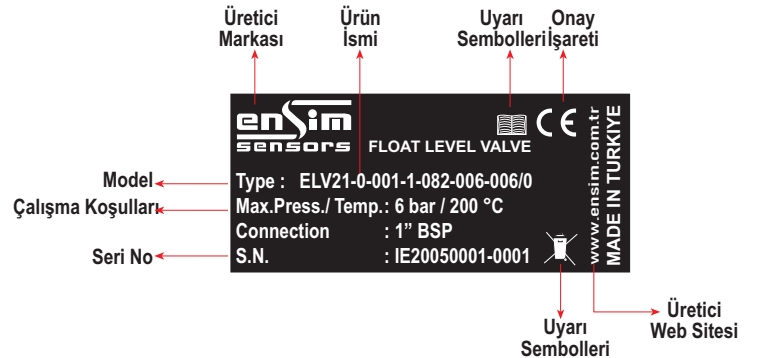 Üretici
Markası
Ürün
İsmi
Uyarı
Sembolleri
Onay
İşareti
ensim
sensors
CE
FLOAT LEVEL VALVE
Model
Type : ELV21-0-001-1-082-006-006/0
Çalışma Koşulları
Max.Press./ Temp.: 6 bar / 200 °C
Connection : 1” BSP
Seri No
S.N. : IE20050001-0001
www.ensim.com.tr
MADE IN TURKIYE
Uyarı
Sembolleri
Üretici
Web Sitesi